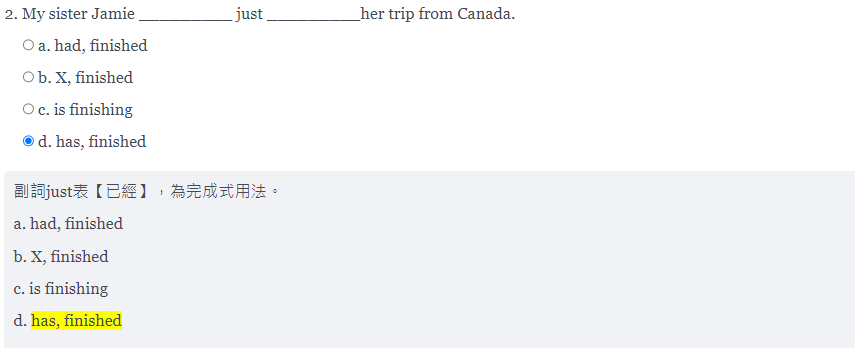 2. My sister Jamie __________ just __________her trip from Canada.
a. had, finished
b. X, finished
c. is finishing
d. has, finished
副詞just表【已經】，為完成式用法。
a. had, finished
b. X, finished
c. is finishing
d. has, finished